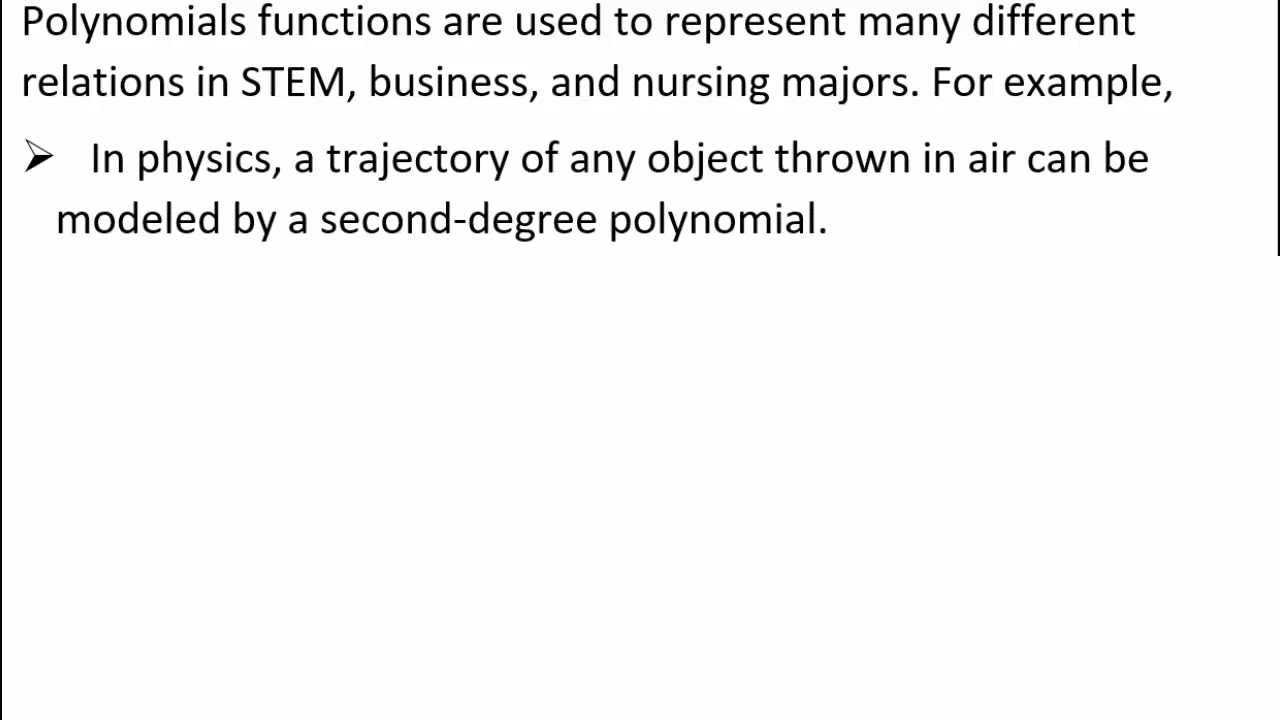 Polynomials functions are used to represent many different
relations in STEM, business, and nursing majors. For example,
➢ In physics, a trajectory of any object thrown in air can be
modeled by a second-degree polynomial.